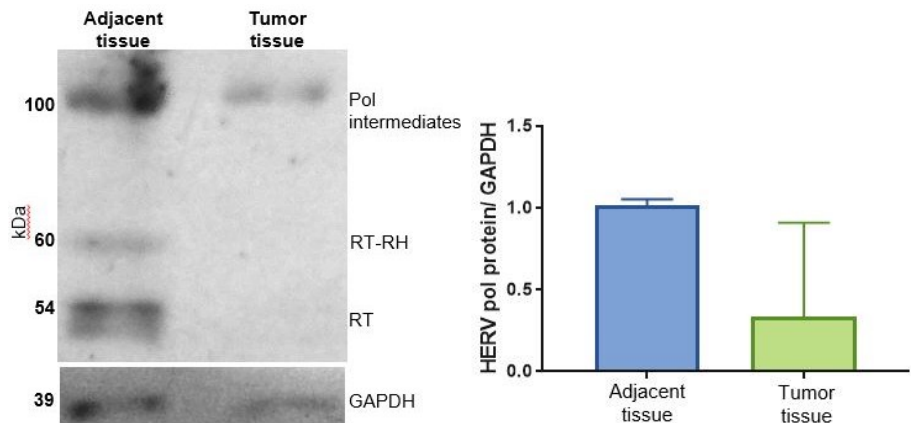 Adjacent
tissue
Tumor
tissue
100
Pol
intermediates
kDa
60
RT-RH
54
RT
39
GAPDH
HERV pol protein/ GAPDH
1.5
1.0
0.5
0.0
Adjacent
tissue
Tumor
tissue